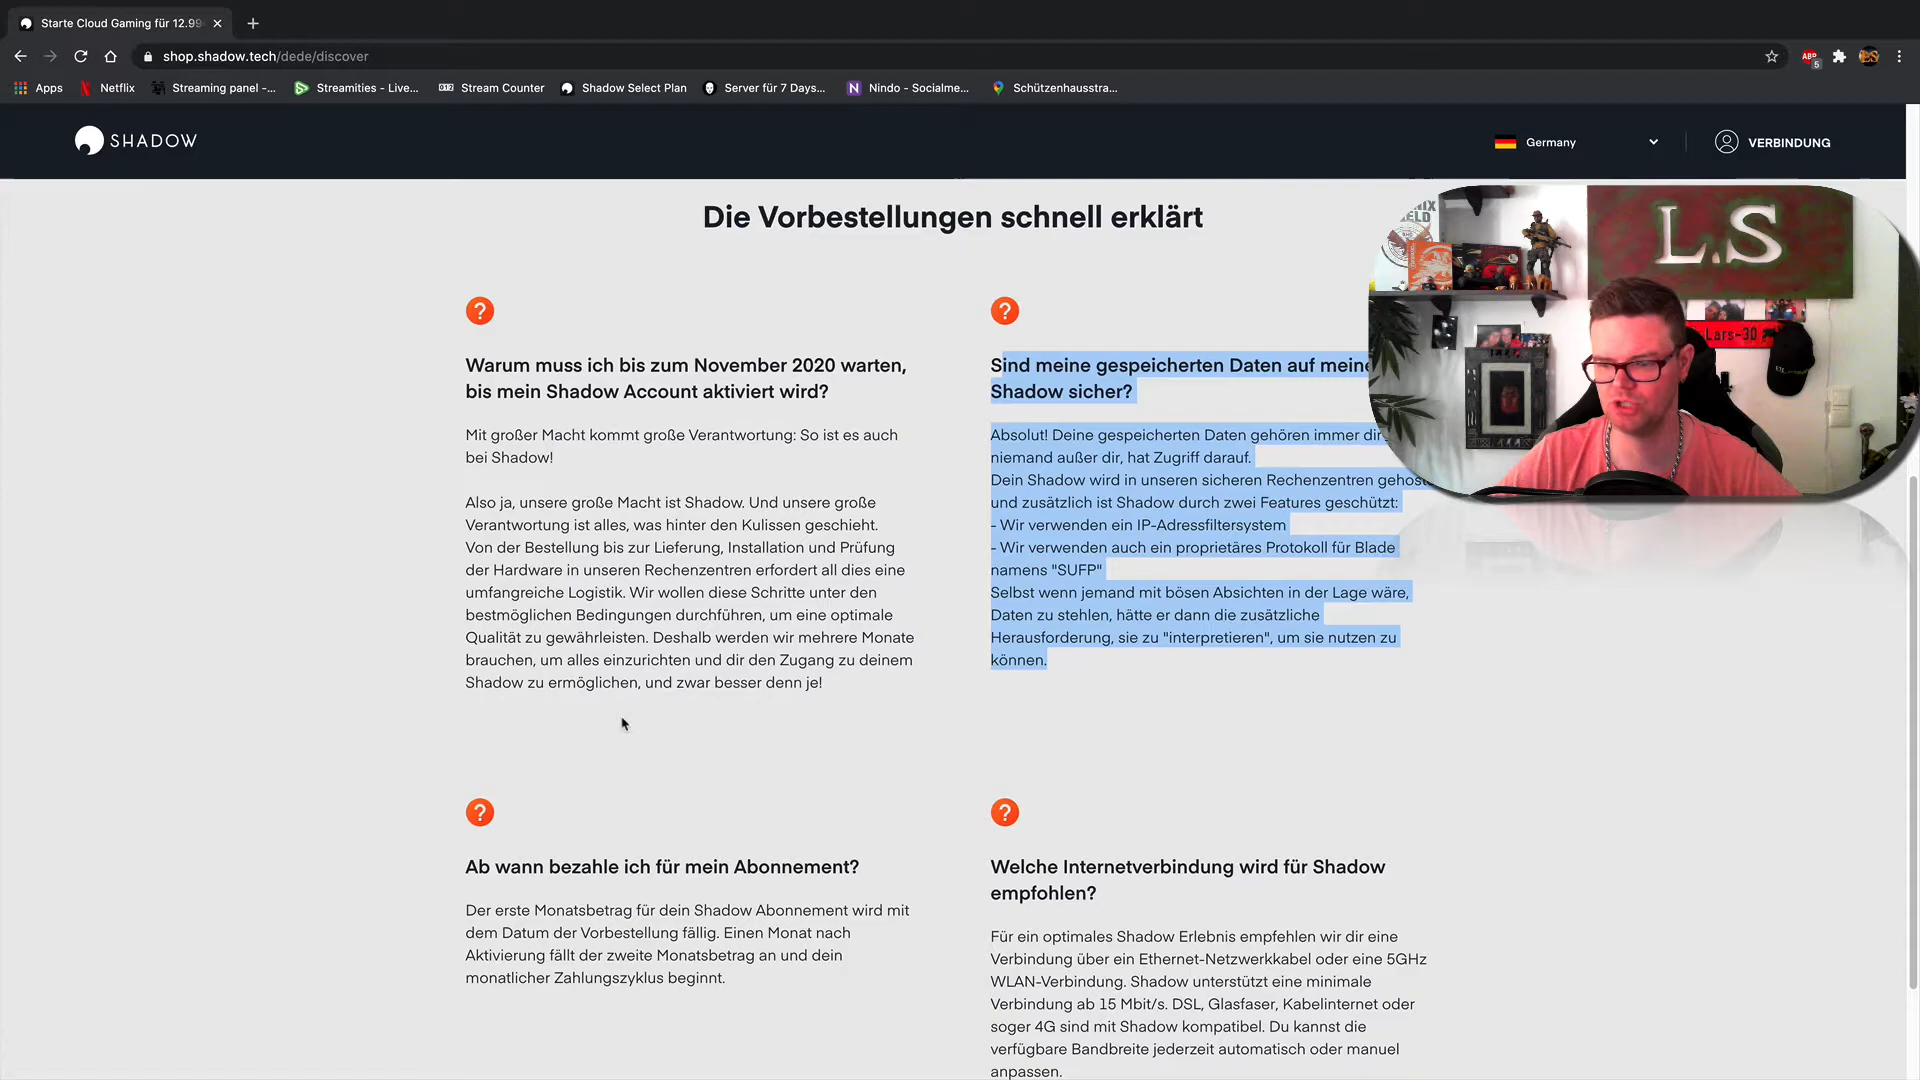 Starte Cloud Gaming für 12.99
shop.shadow.tech/dede/discover
ABP
5
Apps
Netflix
Streaming panel -...
Streamities - Live...
Stream Counter
Shadow Select Plan
Server für 7 Days...
N
Nindo - Socialme...
Schützenhausstra...
SHADOW
Germany
VERBINDUNG
Die Vorbestellungen schnell erklärt
L.S
Lars-30
?
Warum muss ich bis zum November 2020 warten,
bis mein Shadow Account aktiviert wird?
Mit großer Macht kommt große Verantwortung: So ist es auch
bei Shadow!
Also ja, unsere große Macht ist Shadow. Und unsere große
Verantwortung ist alles, was hinter den Kulissen geschieht.
Von der Bestellung bis zur Lieferung, Installation und Prüfung
der Hardware in unseren Rechenzentren erfordert all dies eine
umfangreiche Logistik. Wir wollen diese Schritte unter den
bestmöglichen Bedingungen durchführen, um eine optimale
Qualität zu gewährleisten. Deshalb werden wir mehrere Monate
brauchen, um alles einzurichten und dir den Zugang zu deinem
Shadow zu ermöglichen, und zwar besser denn je!
?
Sind meine gespeicherten Daten auf meine
Shadow sicher?
Absolut! Deine gespeicherten Daten gehören immer dir
niemand außer dir, hat Zugriff darauf.
Dein Shadow wird in unseren sicheren Rechenzentren gehost
und zusätzlich ist Shadow durch zwei Features geschützt:
- Wir verwenden ein IP-Adressfiltersystem
- Wir verwenden auch ein proprietäres Protokoll für Blade
namens "SUFP"
Selbst wenn jemand mit bösen Absichten in der Lage wäre,
Daten zu stehlen, hätte er dann die zusätzliche
Herausforderung, sie zu "interpretieren", um sie nutzen zu
können.
?
Ab wann bezahle ich für mein Abonnement?
Der erste Monatsbetrag für dein Shadow Abonnement wird mit
dem Datum der Vorbestellung fällig. Einen Monat nach
Aktivierung fällt der zweite Monatsbetrag an und dein
monatlicher Zahlungszyklus beginnt.
?
Welche Internetverbindung wird für Shadow
empfohlen?
Für ein optimales Shadow Erlebnis empfehlen wir dir eine
Verbindung über ein Ethernet-Netzwerkkabel oder eine 5GHz
WLAN-Verbindung. Shadow unterstützt eine minimale
Verbindung ab 15 Mbit/s. DSL, Glasfaser, Kabelinternet oder
soger 4G sind mit Shadow kompatibel. Du kannst die
verfügbare Bandbreite jederzeit automatisch oder manuel
anpassen.